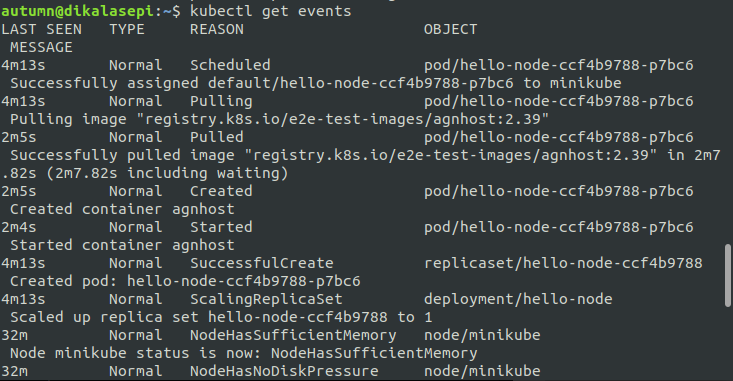 autumn@dikalasepi:~$ kubectl get events
LAST SEEN   TYPE     REASON                    OBJECT
 MESSAGE
4m13s       Normal   Scheduled                 pod/hello-node-ccf4b9788-p7bc6
 Successfully assigned default/hello-node-ccf4b9788-p7bc6 to minikube
4m13s       Normal   Pulling                   pod/hello-node-ccf4b9788-p7bc6
 Pulling image "registry.k8s.io/e2e-test-images/agnhost:2.39"
2m5s        Normal   Pulled                    pod/hello-node-ccf4b9788-p7bc6
 Successfully pulled image "registry.k8s.io/e2e-test-images/agnhost:2.39" in 2m7
.82s (2m7.82s including waiting)
2m5s        Normal   Created                   pod/hello-node-ccf4b9788-p7bc6
 Created container agnhost
2m4s        Normal   Started                   pod/hello-node-ccf4b9788-p7bc6
 Started container agnhost
4m13s       Normal   SuccessfulCreate          replicaset/hello-node-ccf4b9788
 Created pod: hello-node-ccf4b9788-p7bc6
4m13s       Normal   ScalingReplicaSet         deployment/hello-node
 Scaled up replica set hello-node-ccf4b9788 to 1
32m         Normal   NodeHasSufficientMemory   node/minikube
 Node minikube status is now: NodeHasSufficientMemory
32m         Normal   NodeHasNoDiskPressure     node/minikube